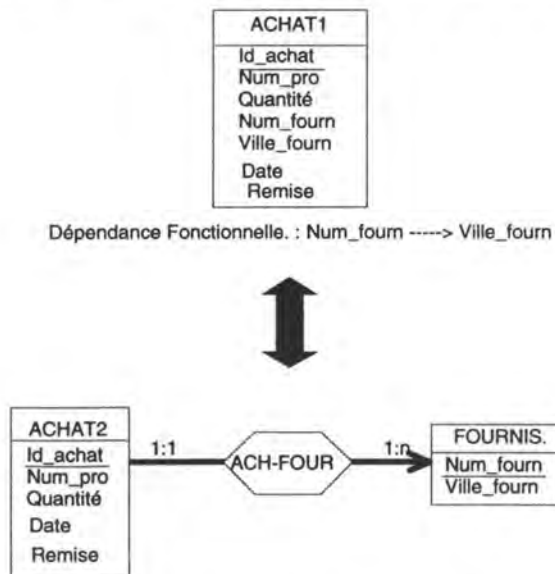 ACHAT1
Id_achat
Num_pro
Quantité
Num_fourn
Ville_fourn
Date
Remise
Dépendance Fonctionnelle. : Num_fourn -----> Ville_fourn
ACHAT2
Id_achat
Num_pro
Quantité
Date
Remise
1:1
ACH-FOUR
1:n
FOURNIS.
Num_fourn
Ville_fourn